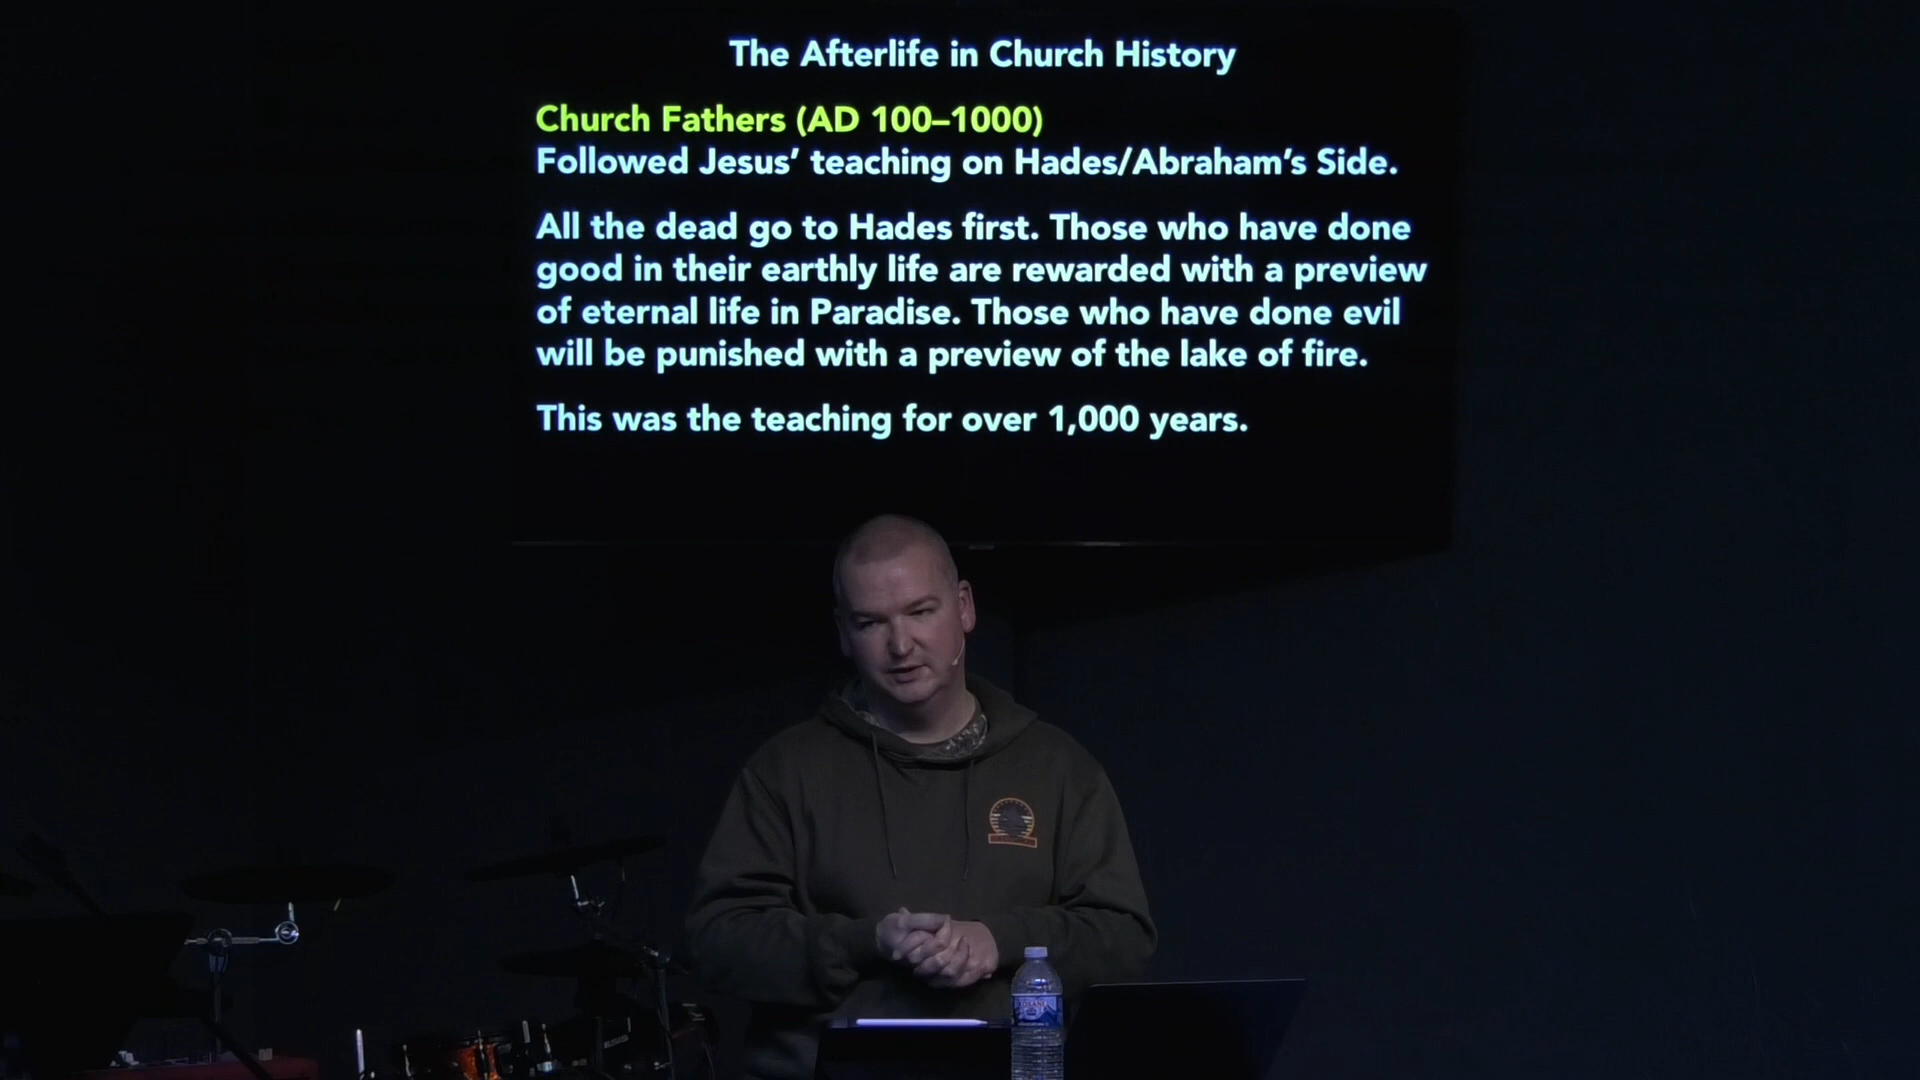 The Afterlife in Church History
Church Fathers (AD 100–1000)
Followed Jesus’ teaching on Hades/Abraham’s Side.
All the dead go to Hades first. Those who have done
good in their earthly life are rewarded with a preview
of eternal life in Paradise. Those who have done evil
will be punished with a preview of the lake of fire.
This was the teaching for over 1,000 years.